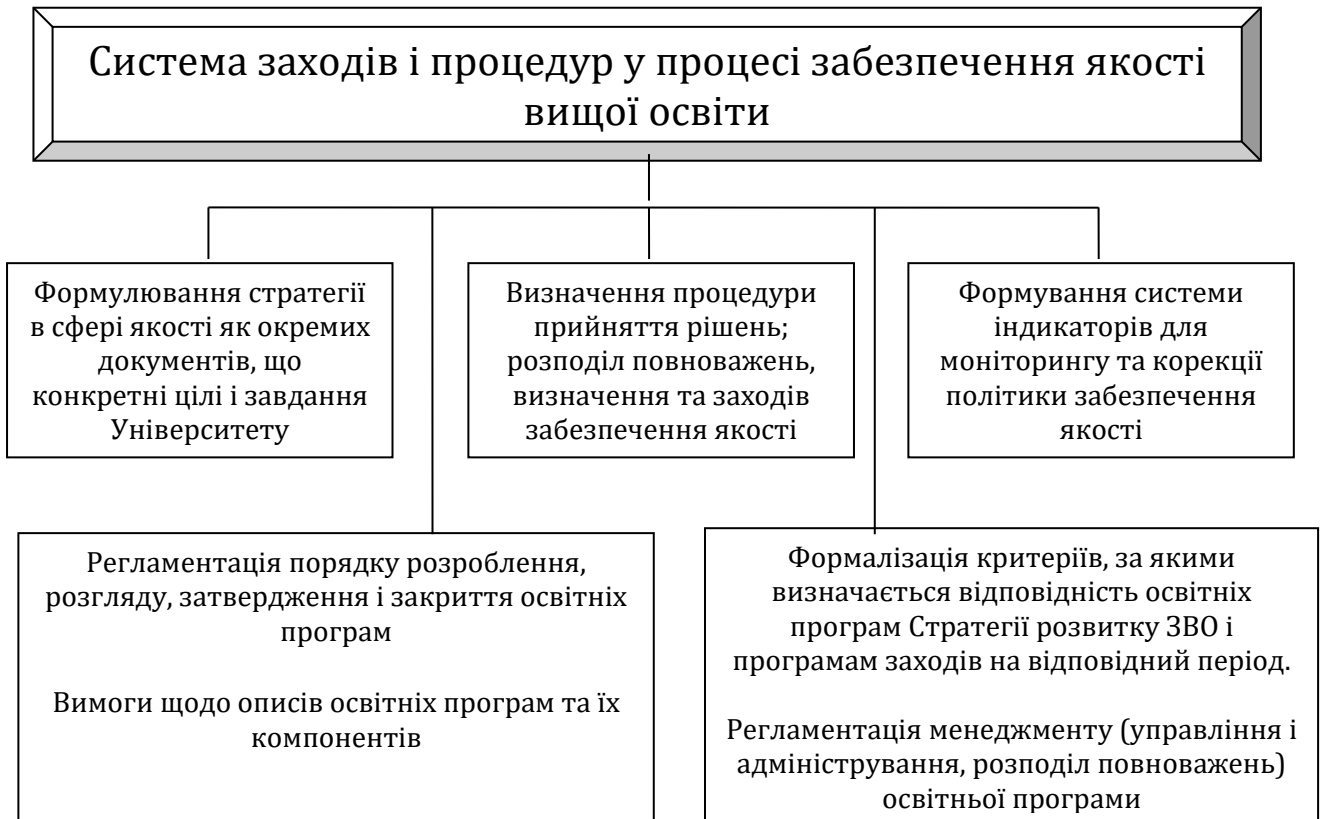 Система заходів і процедур у процесі забезпечення якості
вищої освіти
Формулювання стратегії
в сфері якості як окремих
документів, що
конкретні цілі і завдання
Університету
Визначення процедури
прийняття рішень;
розподіл повноважень,
визначення та заходів
забезпечення якості
Формування системи
індикаторів для
моніторингу та корекції
політики забезпечення
якості
Регламентація порядку розроблення,
розгляду, затвердження і закриття освітніх
програм
Вимоги щодо описів освітніх програм та їх
компонентів
Формалізація критеріїв, за якими
визначається відповідність освітніх
програм Стратегії розвитку ЗВО і
програмам заходів на відповідний період.
Регламентація менеджменту (управління і
адміністрування, розподіл повноважень)
освітньої програми